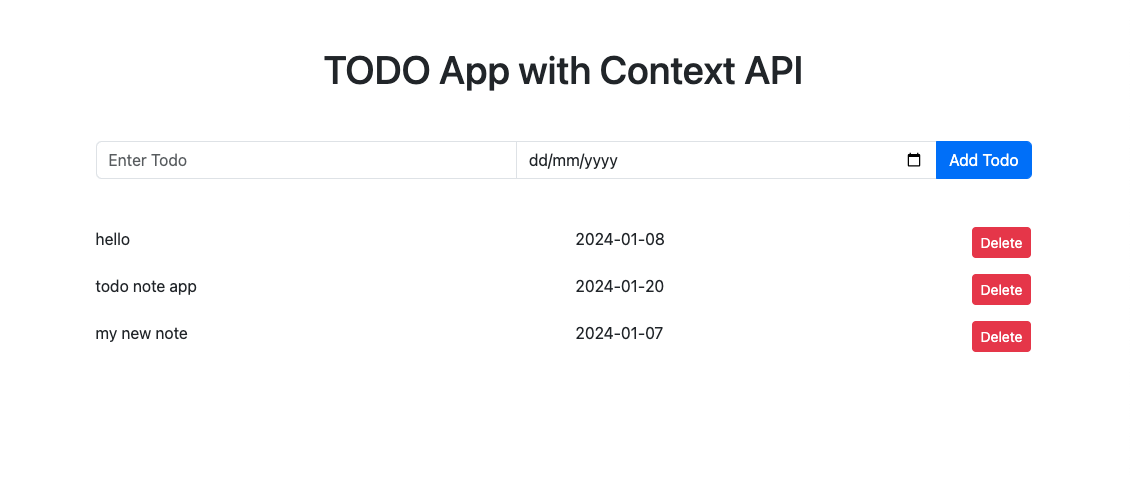 TODO App with Context API
Enter Todo dd/mm/yyyy Add Todo
hello 2024-01-08 Delete
todo note app 2024-01-20 Delete
my new note 2024-01-07 Delete